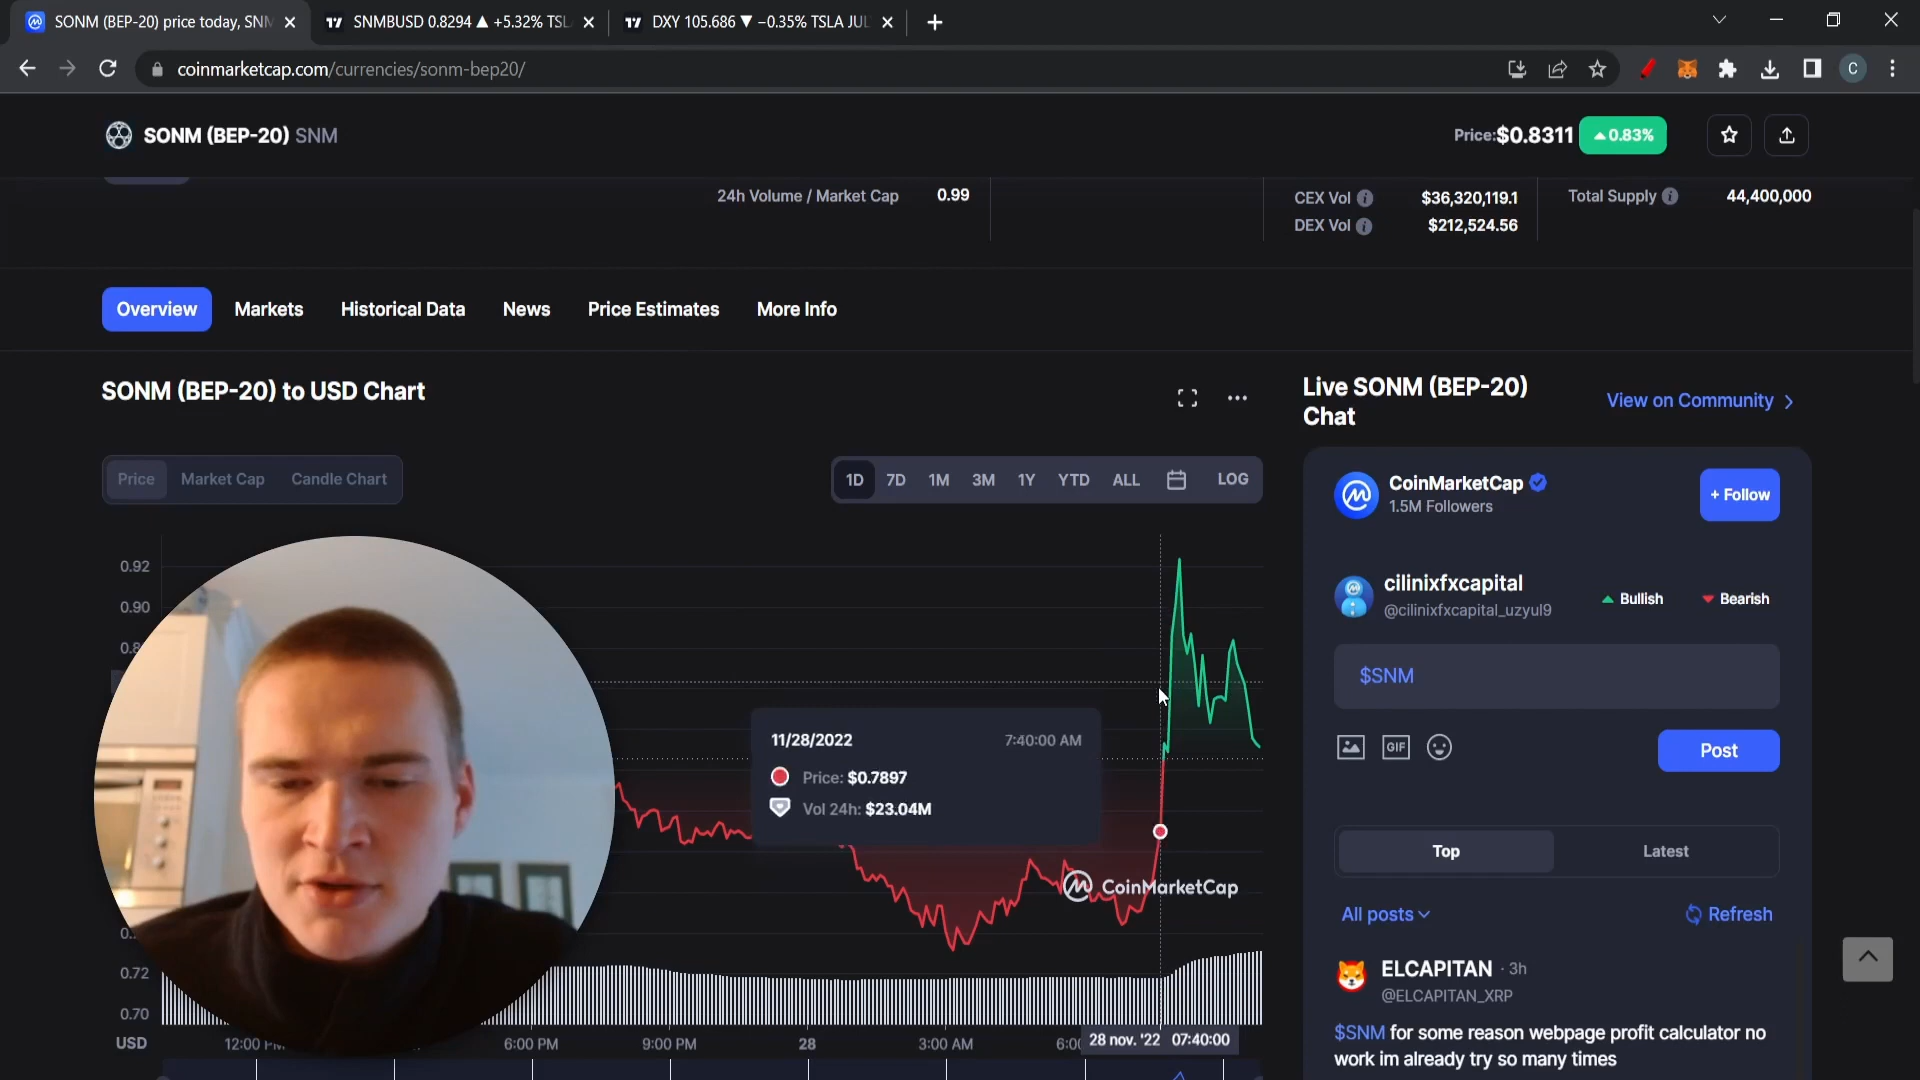 SONM (BEP-20) price today, SNM
SNMBUSD 0.8294 ▲ +5.32% TSL
DXY 105.686 ▼ −0.35% TSLA JUL
coinmarketcap.com/currencies/sonm-bep20/
C
SONM (BEP-20) SNM
Price:$0.8311
0.83%
24h Volume / Market Cap 0.99
CEX Vol $36,320,119.1
DEX Vol $212,524.56
Total Supply 44,400,000
Overview Markets Historical Data News Price Estimates More Info
SONM (BEP-20) to USD Chart
Price Market Cap Candle Chart
1D 7D 1M 3M 1Y YTD ALL LOG
0.92
0.90
0.72
0.70
USD
11/28/2022 7:40:00 AM
Price: $0.7897
Vol 24h: $23.04M
CoinMarketCap
6:00 PM 9:00 PM 28 3:00 AM
28 nov. '22 07:40:00
Live SONM (BEP-20)
Chat
View on Community
CoinMarketCap
1.5M Followers
+ Follow
cilinixfxcapital
@cilinixfxcapital_uzyul9
Bullish Bearish
$SNM
GIF
Post
Top Latest
All posts
Refresh
ELCAPITAN · 3h
@ELCAPITAN_XRP
$SNM for some reason webpage profit calculator no
work im already try so many times